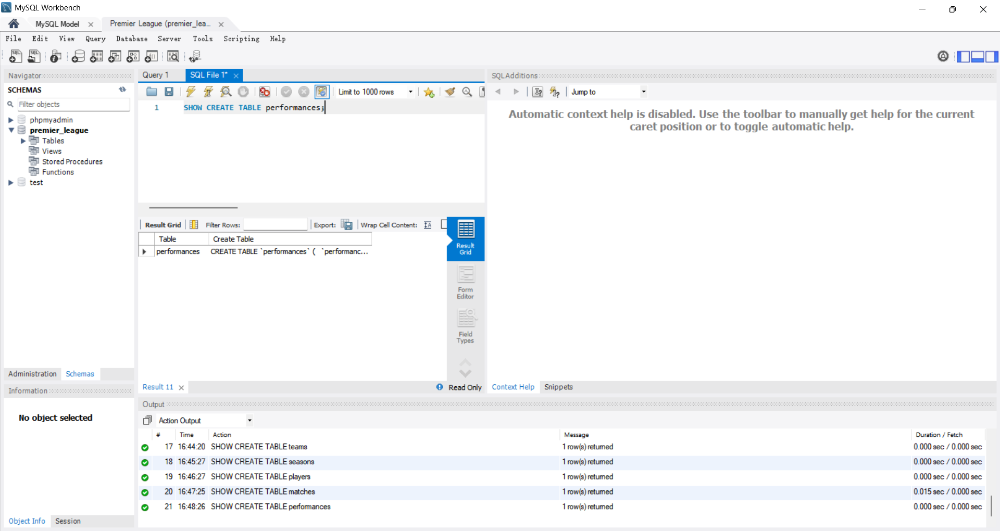 MySQL Workbench
MySQL Model
Premier League (premier_lea...
File Edit View Query Database Server Tools Scripting Help
Navigator
SCHEMAS
Filter objects
phpmyadmin
premier_league
Tables
Views
Stored Procedures
Functions
test
Administration Schemas
Information
No object selected
Object Info Session
Query 1
SQL File 1*
Limit to 1000 rows
1 SHOW CREATE TABLE performances;
Result Grid Filter Rows: Export: Wrap Cell Content:
Table Create Table
performances CREATE TABLE `performances` ( `performanc...
Result
Grid
Form
Editor
Field
Types
Result 11
Read Only
SQLAdditions
Jump to
Automatic context help is disabled. Use the toolbar to manually get help for the current
caret position or to toggle automatic help.
Context Help Snippets
Output
Action Output
# Time Action Message Duration / Fetch
17 16:44:20 SHOW CREATE TABLE teams 1 row(s) returned 0.000 sec / 0.000 sec
18 16:45:27 SHOW CREATE TABLE seasons 1 row(s) returned 0.000 sec / 0.000 sec
19 16:46:27 SHOW CREATE TABLE players 1 row(s) returned 0.000 sec / 0.000 sec
20 16:47:25 SHOW CREATE TABLE matches 1 row(s) returned 0.015 sec / 0.000 sec
21 16:48:26 SHOW CREATE TABLE performances 1 row(s) returned 0.000 sec / 0.000 sec